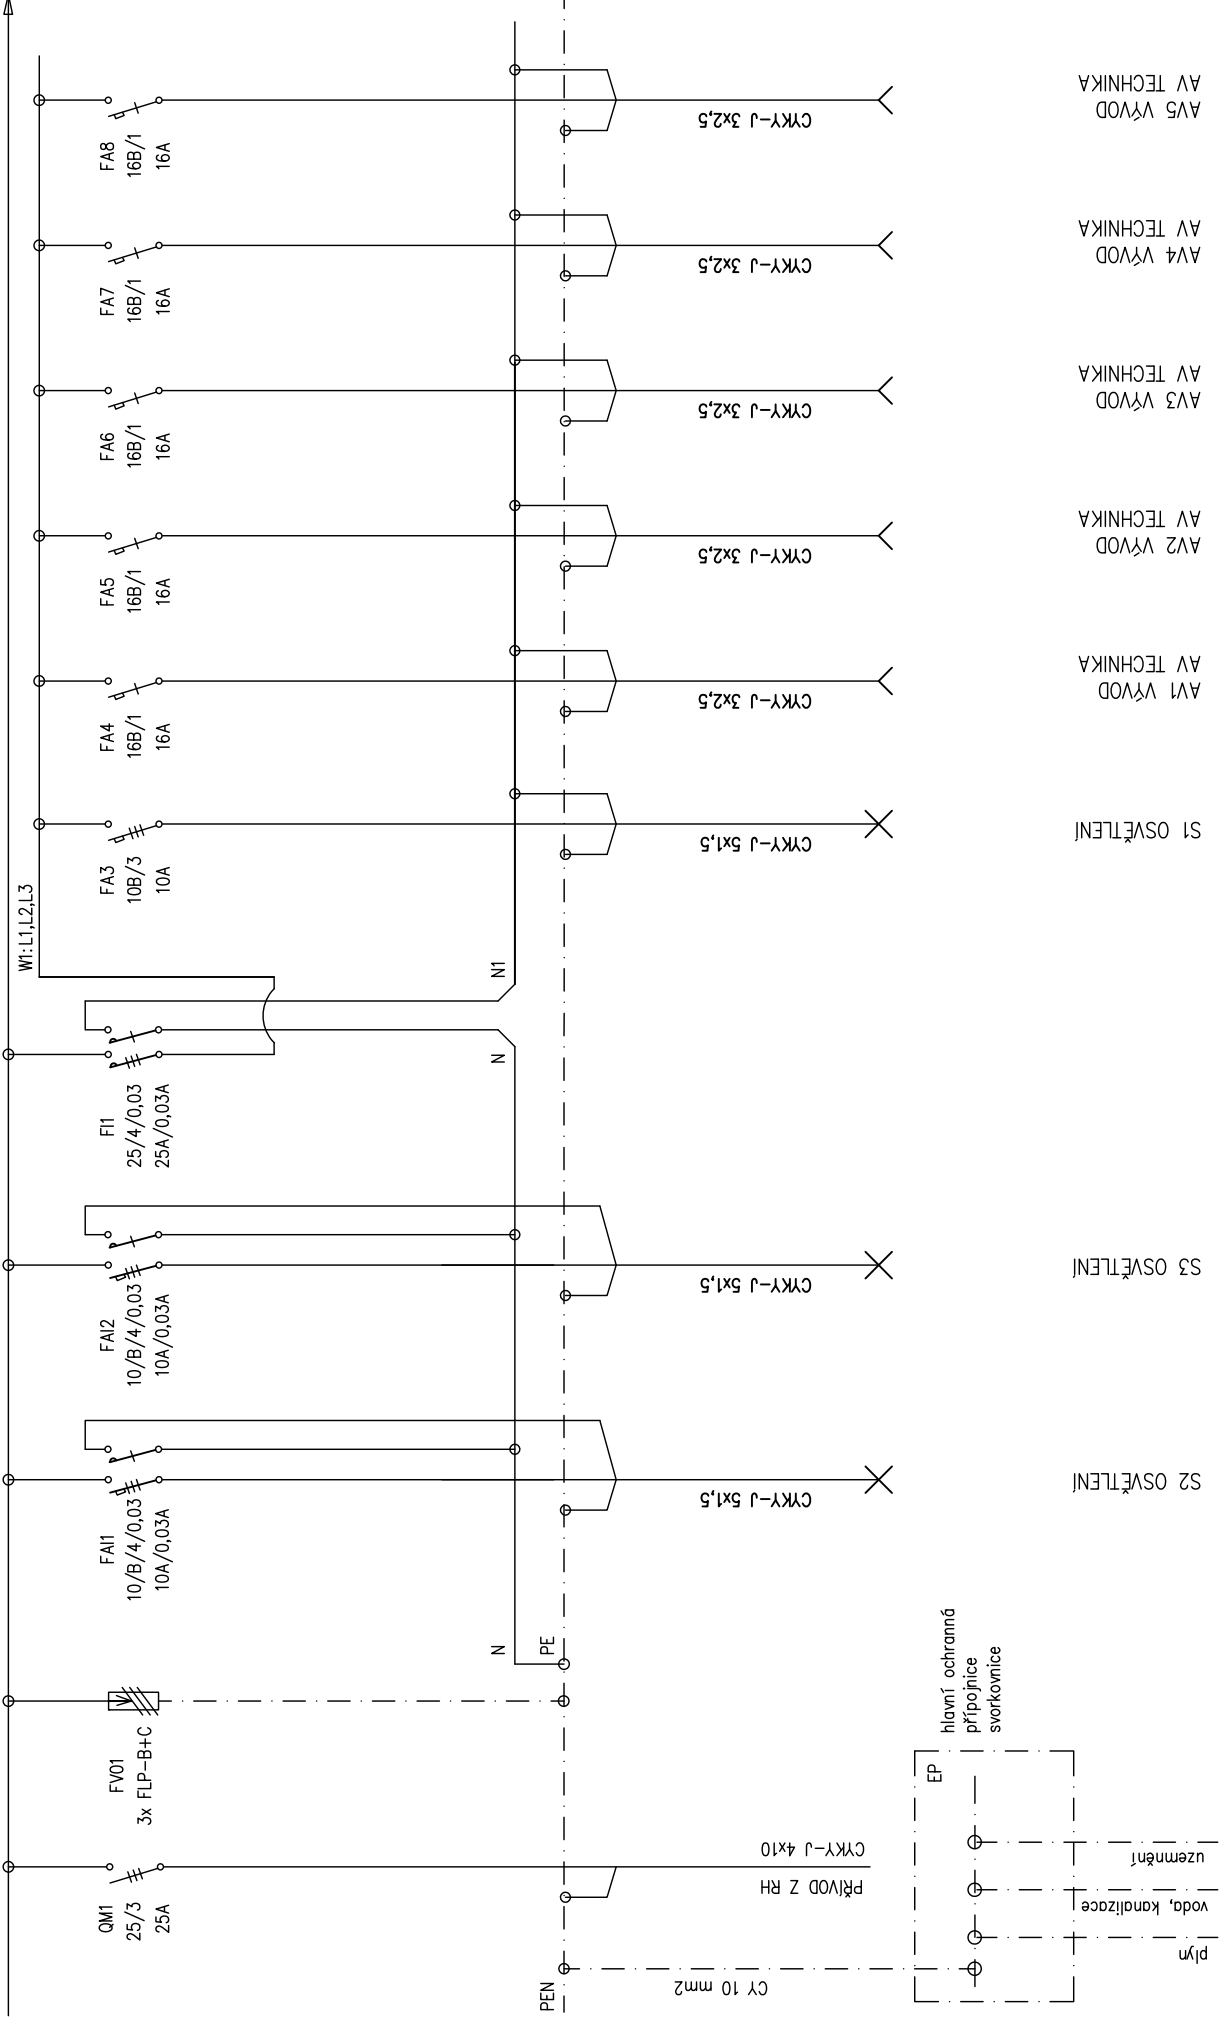 QM1
25/3
25A
FV01
3x FLP-B+C
FAI1
10/B/4/0,03
10A/0,03A
FAI2
10/B/4/0,03
10A/0,03A
FI1
25/4/0,03
25A/0,03A
W1:L1,L2,L3
FA3
10B/3
10A
FA4
16B/1
16A
FA5
16B/1
16A
FA6
16B/1
16A
FA7
16B/1
16A
FA8
16B/1
16A
PEN
N
PE
N
N1
CY 10 mm2
PŘÍVOD Z RH
CYKY-J 4x10
CYKY-J 5x1,5
CYKY-J 5x1,5
CYKY-J 5x1,5
CYKY-J 3x2,5
CYKY-J 3x2,5
CYKY-J 3x2,5
CYKY-J 3x2,5
CYKY-J 3x2,5
hlavní ochranná
přípojnice
svorkovnice
EP
plyn
voda, kanalizace
uzemnění
S2 OSVĚTLENÍ
S3 OSVĚTLENÍ
S1 OSVĚTLENÍ
AV1 VÝVOD
AV TECHNIKA
AV2 VÝVOD
AV TECHNIKA
AV3 VÝVOD
AV TECHNIKA
AV4 VÝVOD
AV TECHNIKA
AV5 VÝVOD
AV TECHNIKA